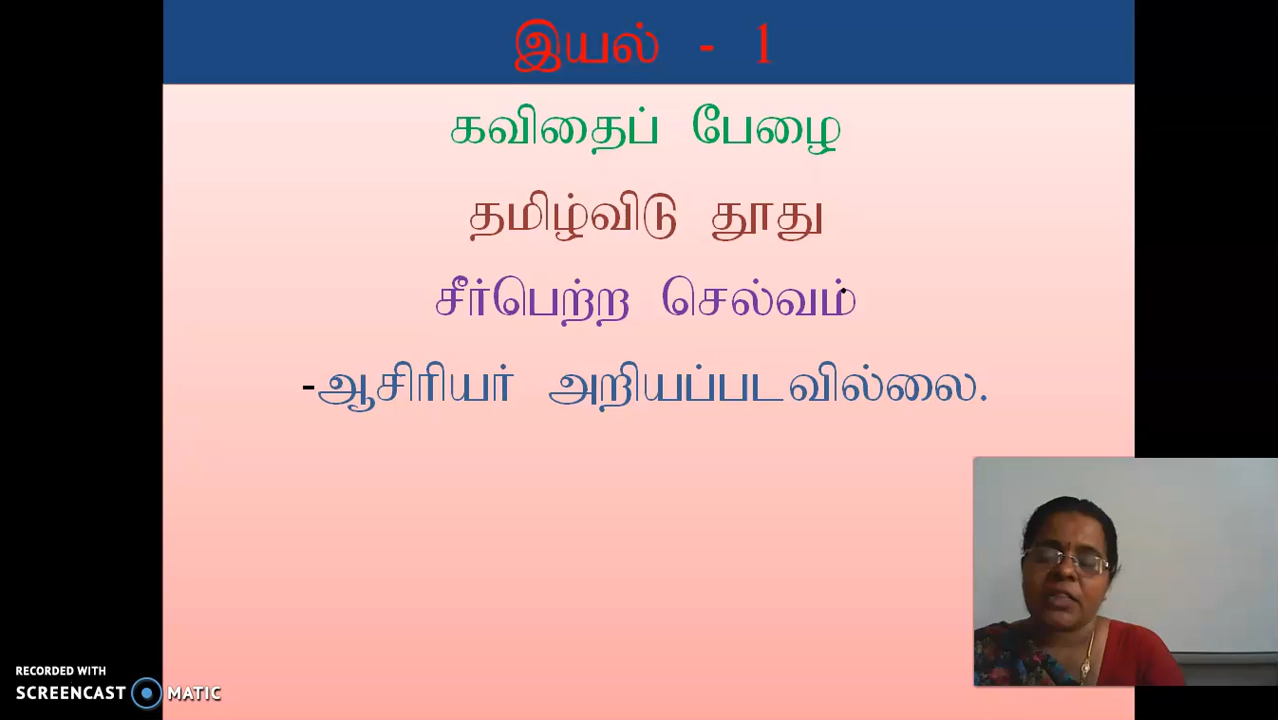 இயல் - 1
கவிதைப் பேழை
தமிழ்விடு தூது
சீர்பெற்ற செல்வம்
-ஆசிரியர் அறியப்படவில்லை.
RECORDED WITH
SCREENCAST MATIC